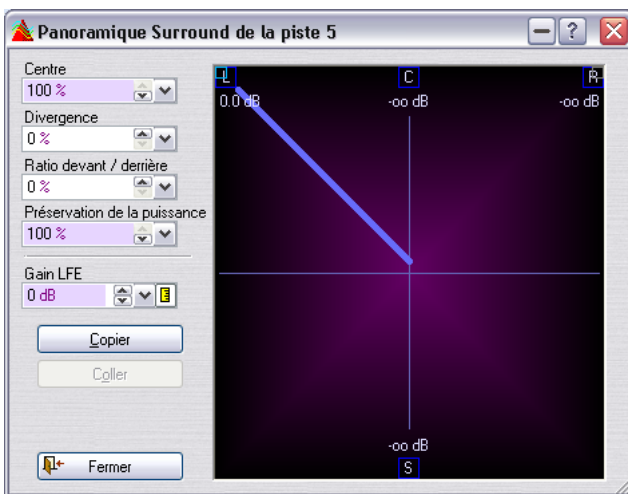 Panoramique Surround de la piste 5
Centre
100 %
Divergence
0 %
Ratio devant / derrière
0 %
Préservation de la puissance
100 %
Gain LFE
0 dB
Copier
Coller
Fermer
L C R
0.0 dB -oo dB -oo dB
-oo dB
S